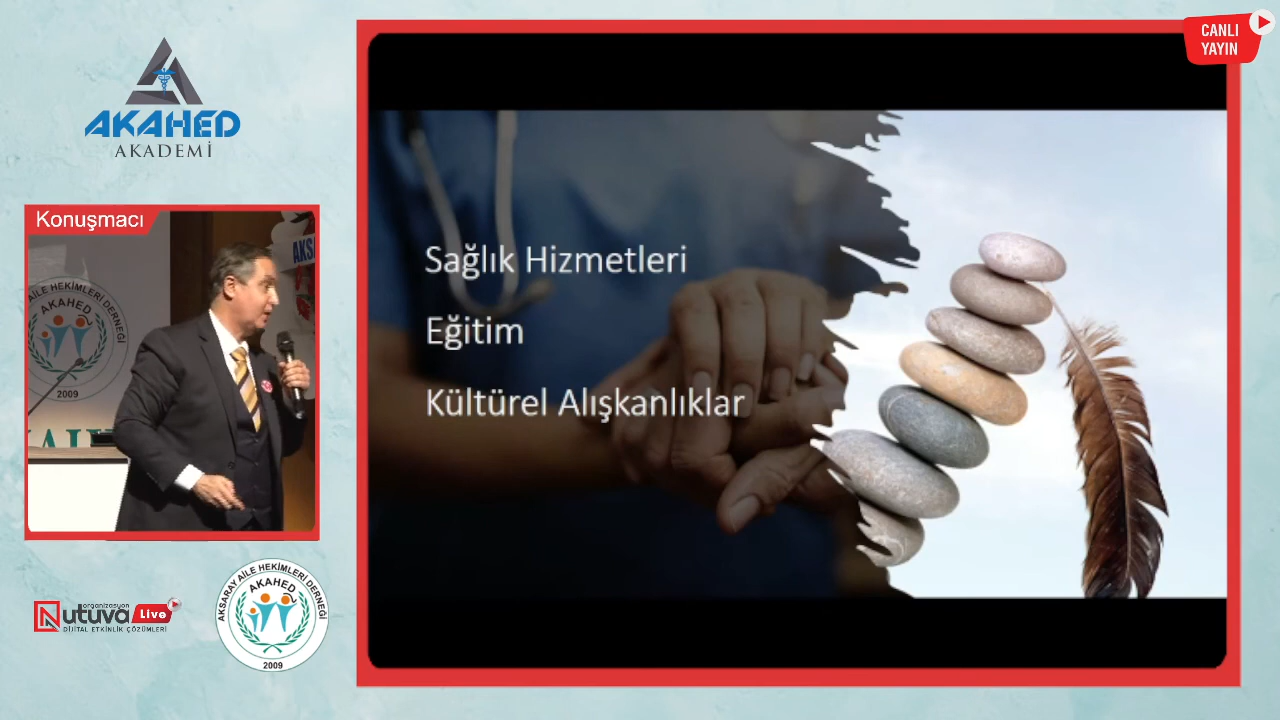 AKAHED
AKADEMİ
CANLI
YAYIN
Konuşmacı
AKSA
AİLE HEKİMLERİ DERNEĞİ
AKAHED
2009
Sağlık Hizmetleri
Eğitim
Kültürel Alışkanlıklar
organizasyon
Nutuva Live
DİJİTAL ETKİNLİK ÇÖZÜMLERİ
AKSARAY AİLE HEKİMLERİ DERNEĞİ
AKAHED
2009